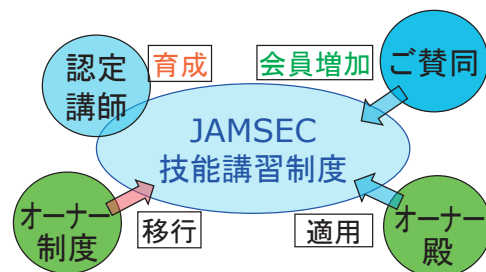 認定
講師
育成
会員増加
ご賛同
JAMSEC
技能講習制度
オーナー
制度
移行
適用
オーナー
殿